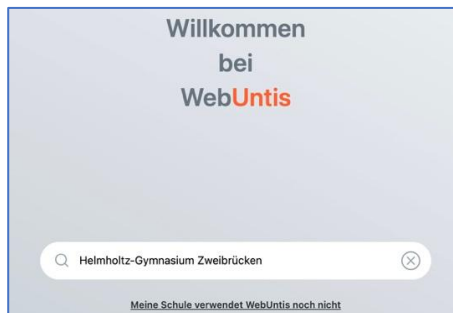 Willkommen
bei
WebUntis
Helmholtz-Gymnasium Zweibrücken
Meine Schule verwendet WebUntis noch nicht